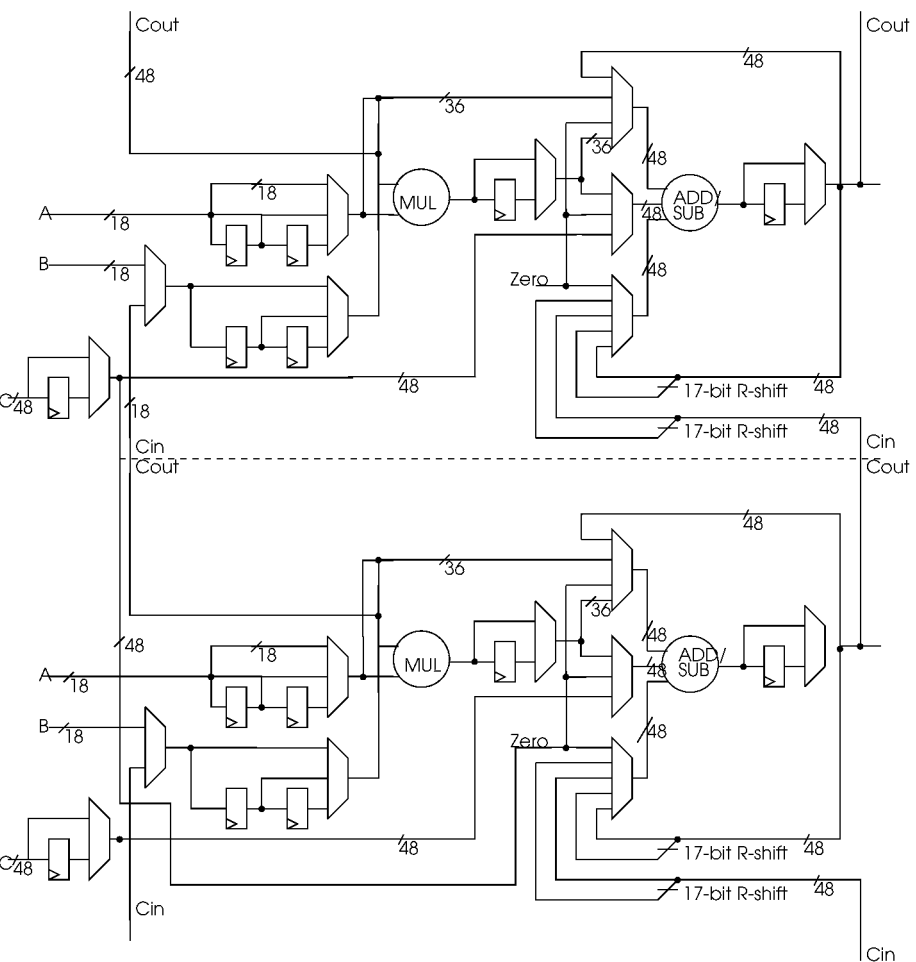 Cout Cout
48 48
36
36
18 48
MUL ADD/
A 18 48 SUB
B 18 48
Zero
C 48 48 17-bit R-shift 48
18 17-bit R-shift 48
Cin Cin
Cout Cout
48
36
36
48 18 48
MUL ADD/
A 18 48 SUB
B 18 48
Zero
C 48 48 17-bit R-shift 48
17-bit R-shift 48
Cin
Cin